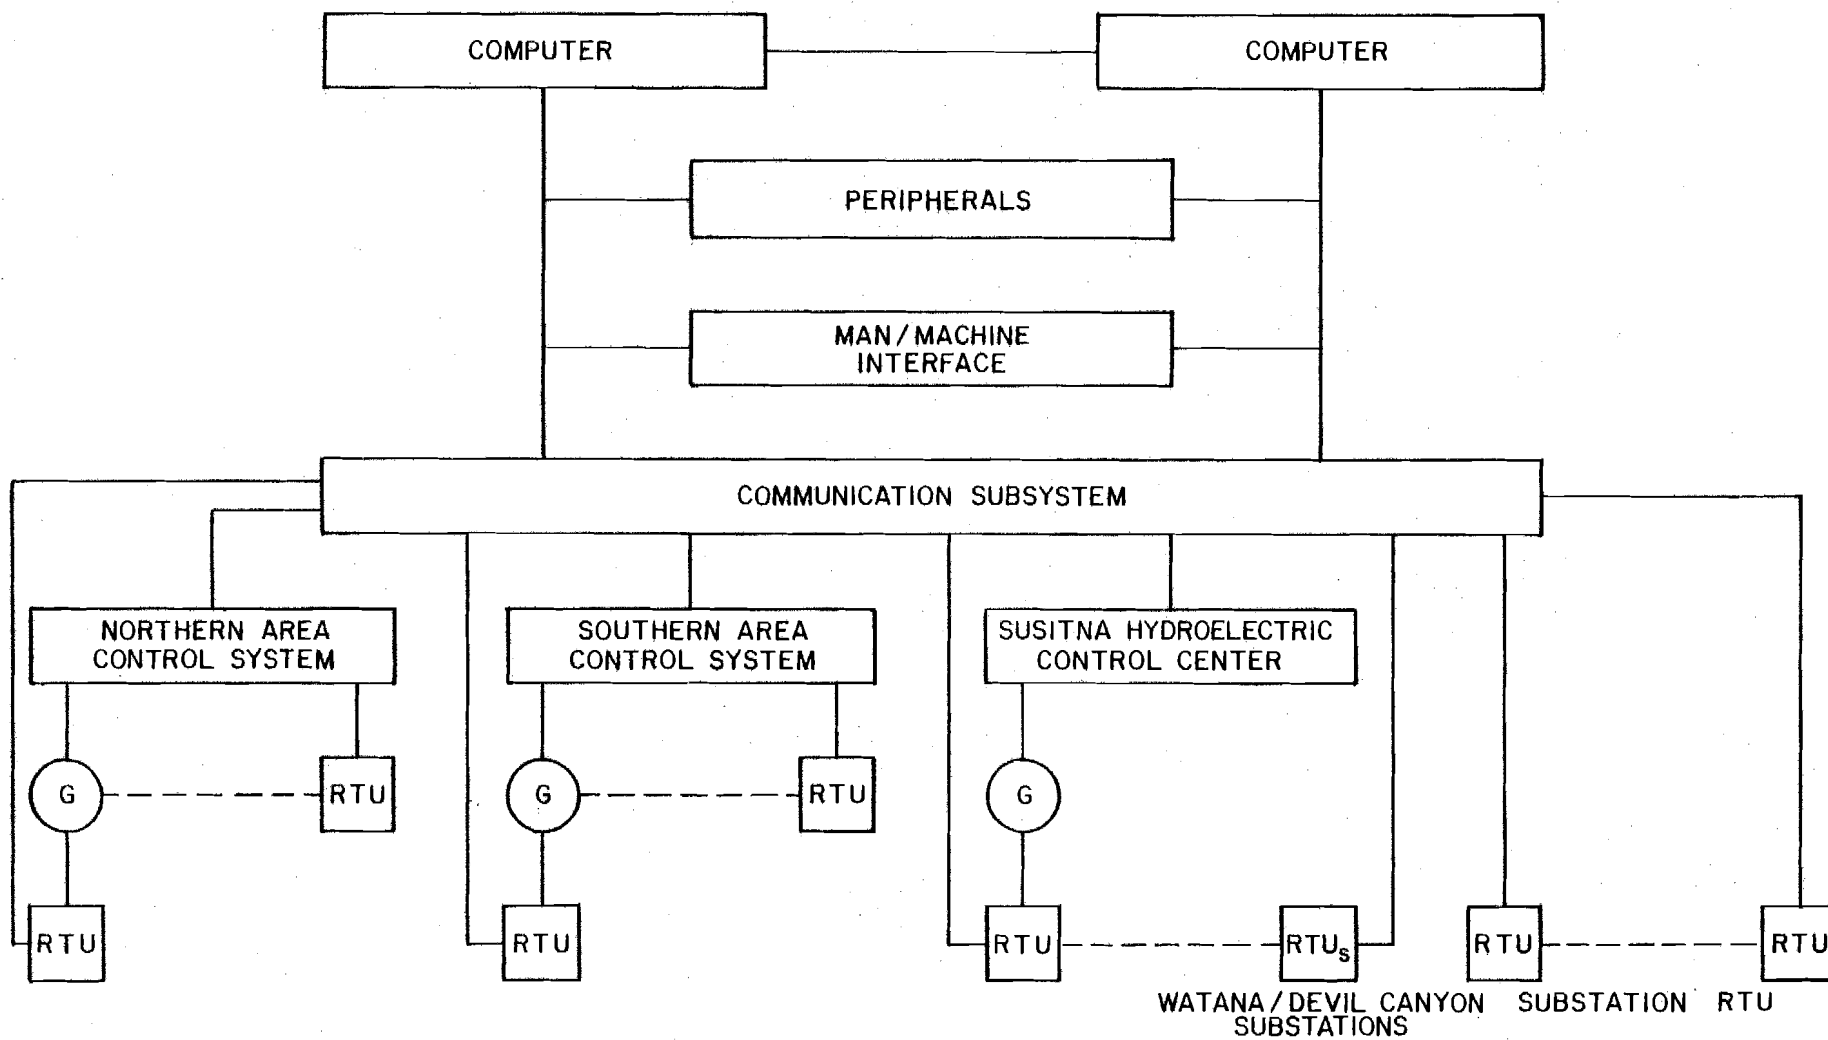 COMPUTER
COMPUTER
PERIPHERALS
MAN/MACHINE
INTERFACE
COMMUNICATION SUBSYSTEM
NORTHERN AREA
CONTROL SYSTEM
SOUTHERN AREA
CONTROL SYSTEM
SUSITNA HYDROELECTRIC
CONTROL CENTER
G
RTU
G
RTU
G
RTU
RTU
RTU
RTUs
RTU
RTU
WATANA/DEVIL CANYON
SUBSTATIONS
SUBSTATION RTU